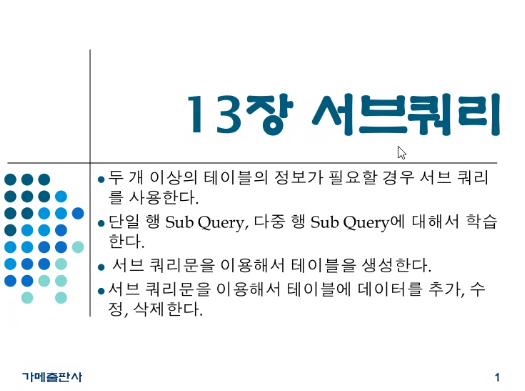 13장 서브쿼리
두 개 이상의 테이블의 정보가 필요할 경우 서브 쿼리
를 사용한다.
단일 행 Sub Query, 다중 행 Sub Query에 대해서 학습
한다.
서브 쿼리문을 이용해서 테이블을 생성한다.
서브 쿼리문을 이용해서 테이블에 데이터를 추가, 수
정, 삭제한다.
가메출판사
1